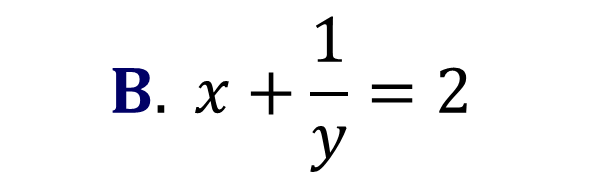 B. x + 1/y = 2